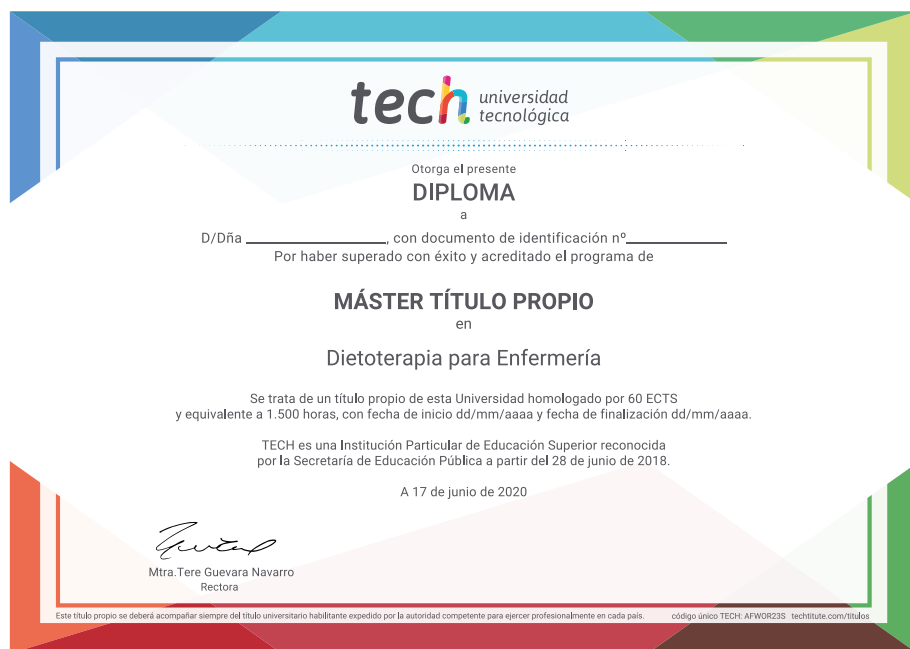 tech universidad
tecnológica
Otorga el presente
DIPLOMA
a
D/Dña ____________________, con documento de identificación nº______________
Por haber superado con éxito y acreditado el programa de
MÁSTER TÍTULO PROPIO
en
Dietoterapia para Enfermería
Se trata de un título propio de esta Universidad homologado por 60 ECTS
y equivalente a 1.500 horas, con fecha de inicio dd/mm/aaaa y fecha de finalización dd/mm/aaaa.
TECH es una Institución Particular de Educación Superior reconocida
por la Secretaría de Educación Pública a partir del 28 de junio de 2018.
A 17 de junio de 2020
Mtra.Tere Guevara Navarro
Rectora
Este título propio se deberá acompañar siempre del título universitario habilitante expedido por la autoridad competente para ejercer profesionalmente en cada país. código único TECH: AFWOR23S techtitute.com/titulos